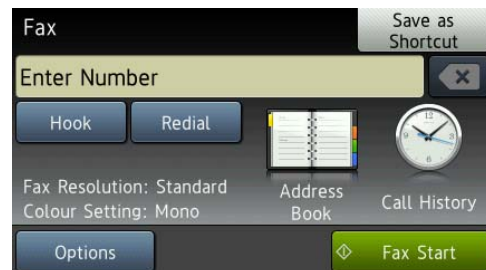 Fax
Save as
Shortcut
Enter Number
Hook
Redial
Fax Resolution: Standard
Colour Setting: Mono
Address
Book
Call History
Options
Fax Start